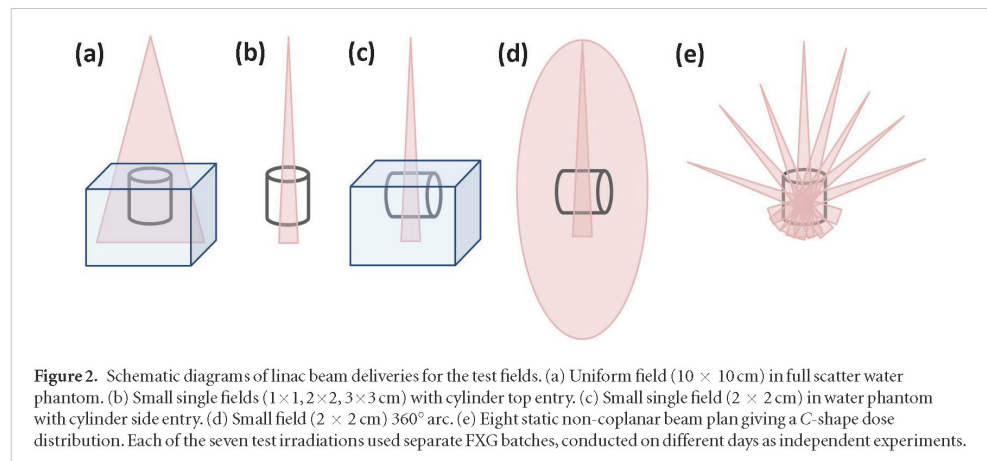 (a) (b) (c) (d) (e)
Figure 2. Schematic diagrams of linac beam deliveries for the test fields. (a) Uniform field (10 × 10 cm) in full scatter water
phantom. (b) Small single fields (1×1, 2×2, 3×3 cm) with cylinder top entry. (c) Small single field (2 × 2 cm) in water phantom
with cylinder side entry. (d) Small field (2 × 2 cm) 360° arc. (e) Eight static non-coplanar beam plan giving a C-shape dose
distribution. Each of the seven test irradiations used separate FXG batches, conducted on different days as independent experiments.